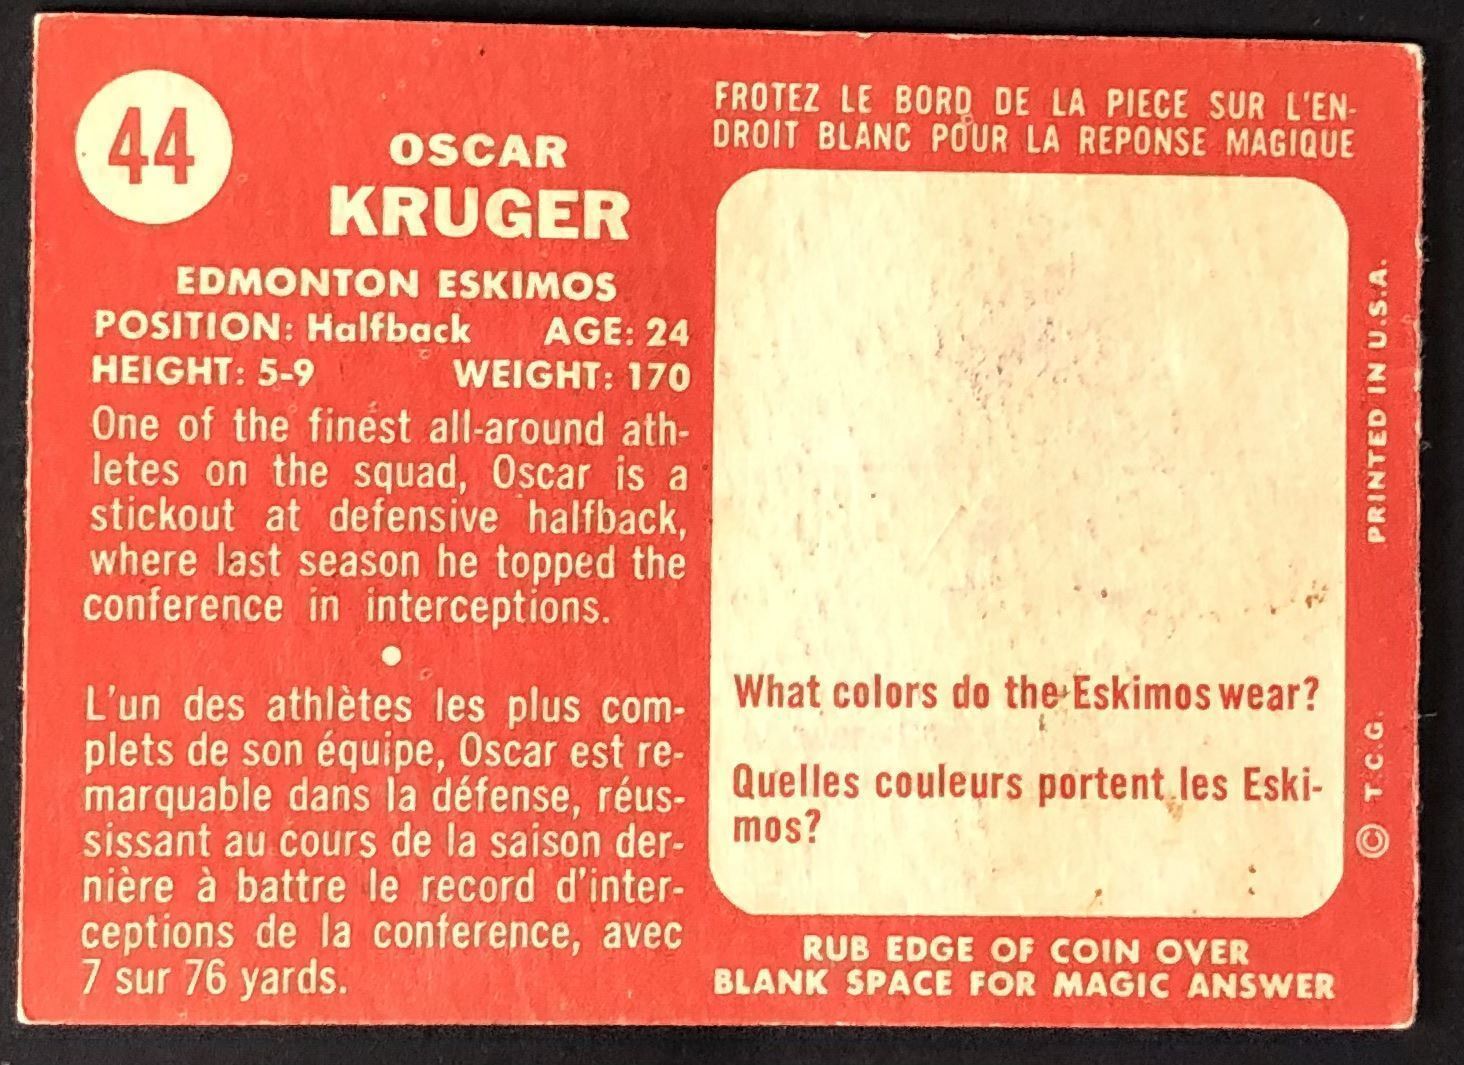 44
OSCAR
KRUGER
EDMONTON ESKIMOS
POSITION: Halfback AGE: 24
HEIGHT: 5-9 WEIGHT: 170
One of the finest all-around ath-
letes on the squad, Oscar is a
stickout at defensive halfback,
where last season he topped the
conference in interceptions.
L'un des athlètes les plus com-
plets de son équipe, Oscar est re-
marquable dans la défense, réus-
sissant au cours de la saison der-
nière à battre le record d'inter-
ceptions de la conference, avec
7 sur 76 yards.
FROTEZ LE BORD DE LA PIECE SUR L'EN-
DROIT BLANC POUR LA REPONSE MAGIQUE
What colors do the Eskimos wear?
Quelles couleurs portent les Eski-
mos?
RUB EDGE OF COIN OVER
BLANK SPACE FOR MAGIC ANSWER
© T.C.G. PRINTED IN U.S.A.